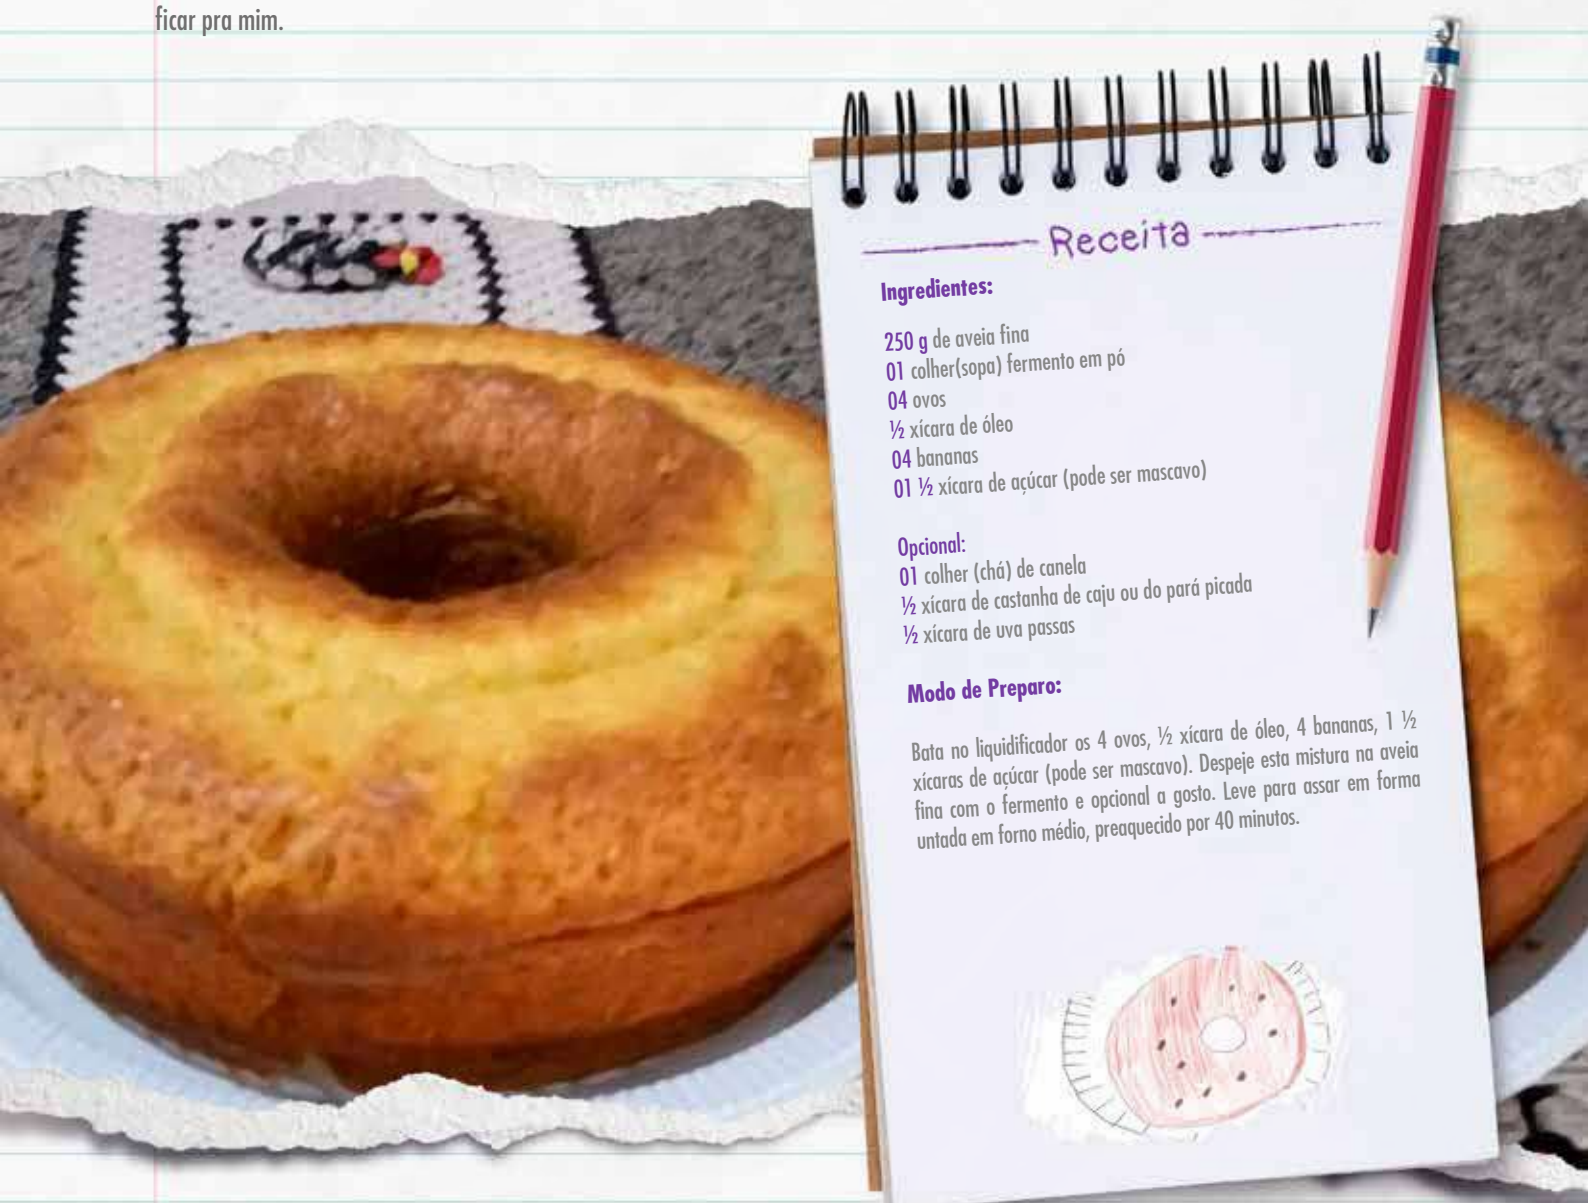 ficar pra mim.
Receita
Ingredientes:
250 g de aveia fina
01 colher(sopa) fermento em pó
04 ovos
½ xícara de óleo
04 bananas
01 ½ xícara de açúcar (pode ser mascavo)
Opcional:
01 colher (chá) de canela
½ xícara de castanha de caju ou do pará picada
½ xícara de uva passas
Modo de Preparo:
Bata no liquidificador os 4 ovos, ½ xícara de óleo, 4 bananas, 1 ½
xícaras de açúcar (pode ser mascavo). Despeje esta mistura na aveia
fina com o fermento e opcional a gosto. Leve para assar em forma
untada em forno médio, preaquecido por 40 minutos.